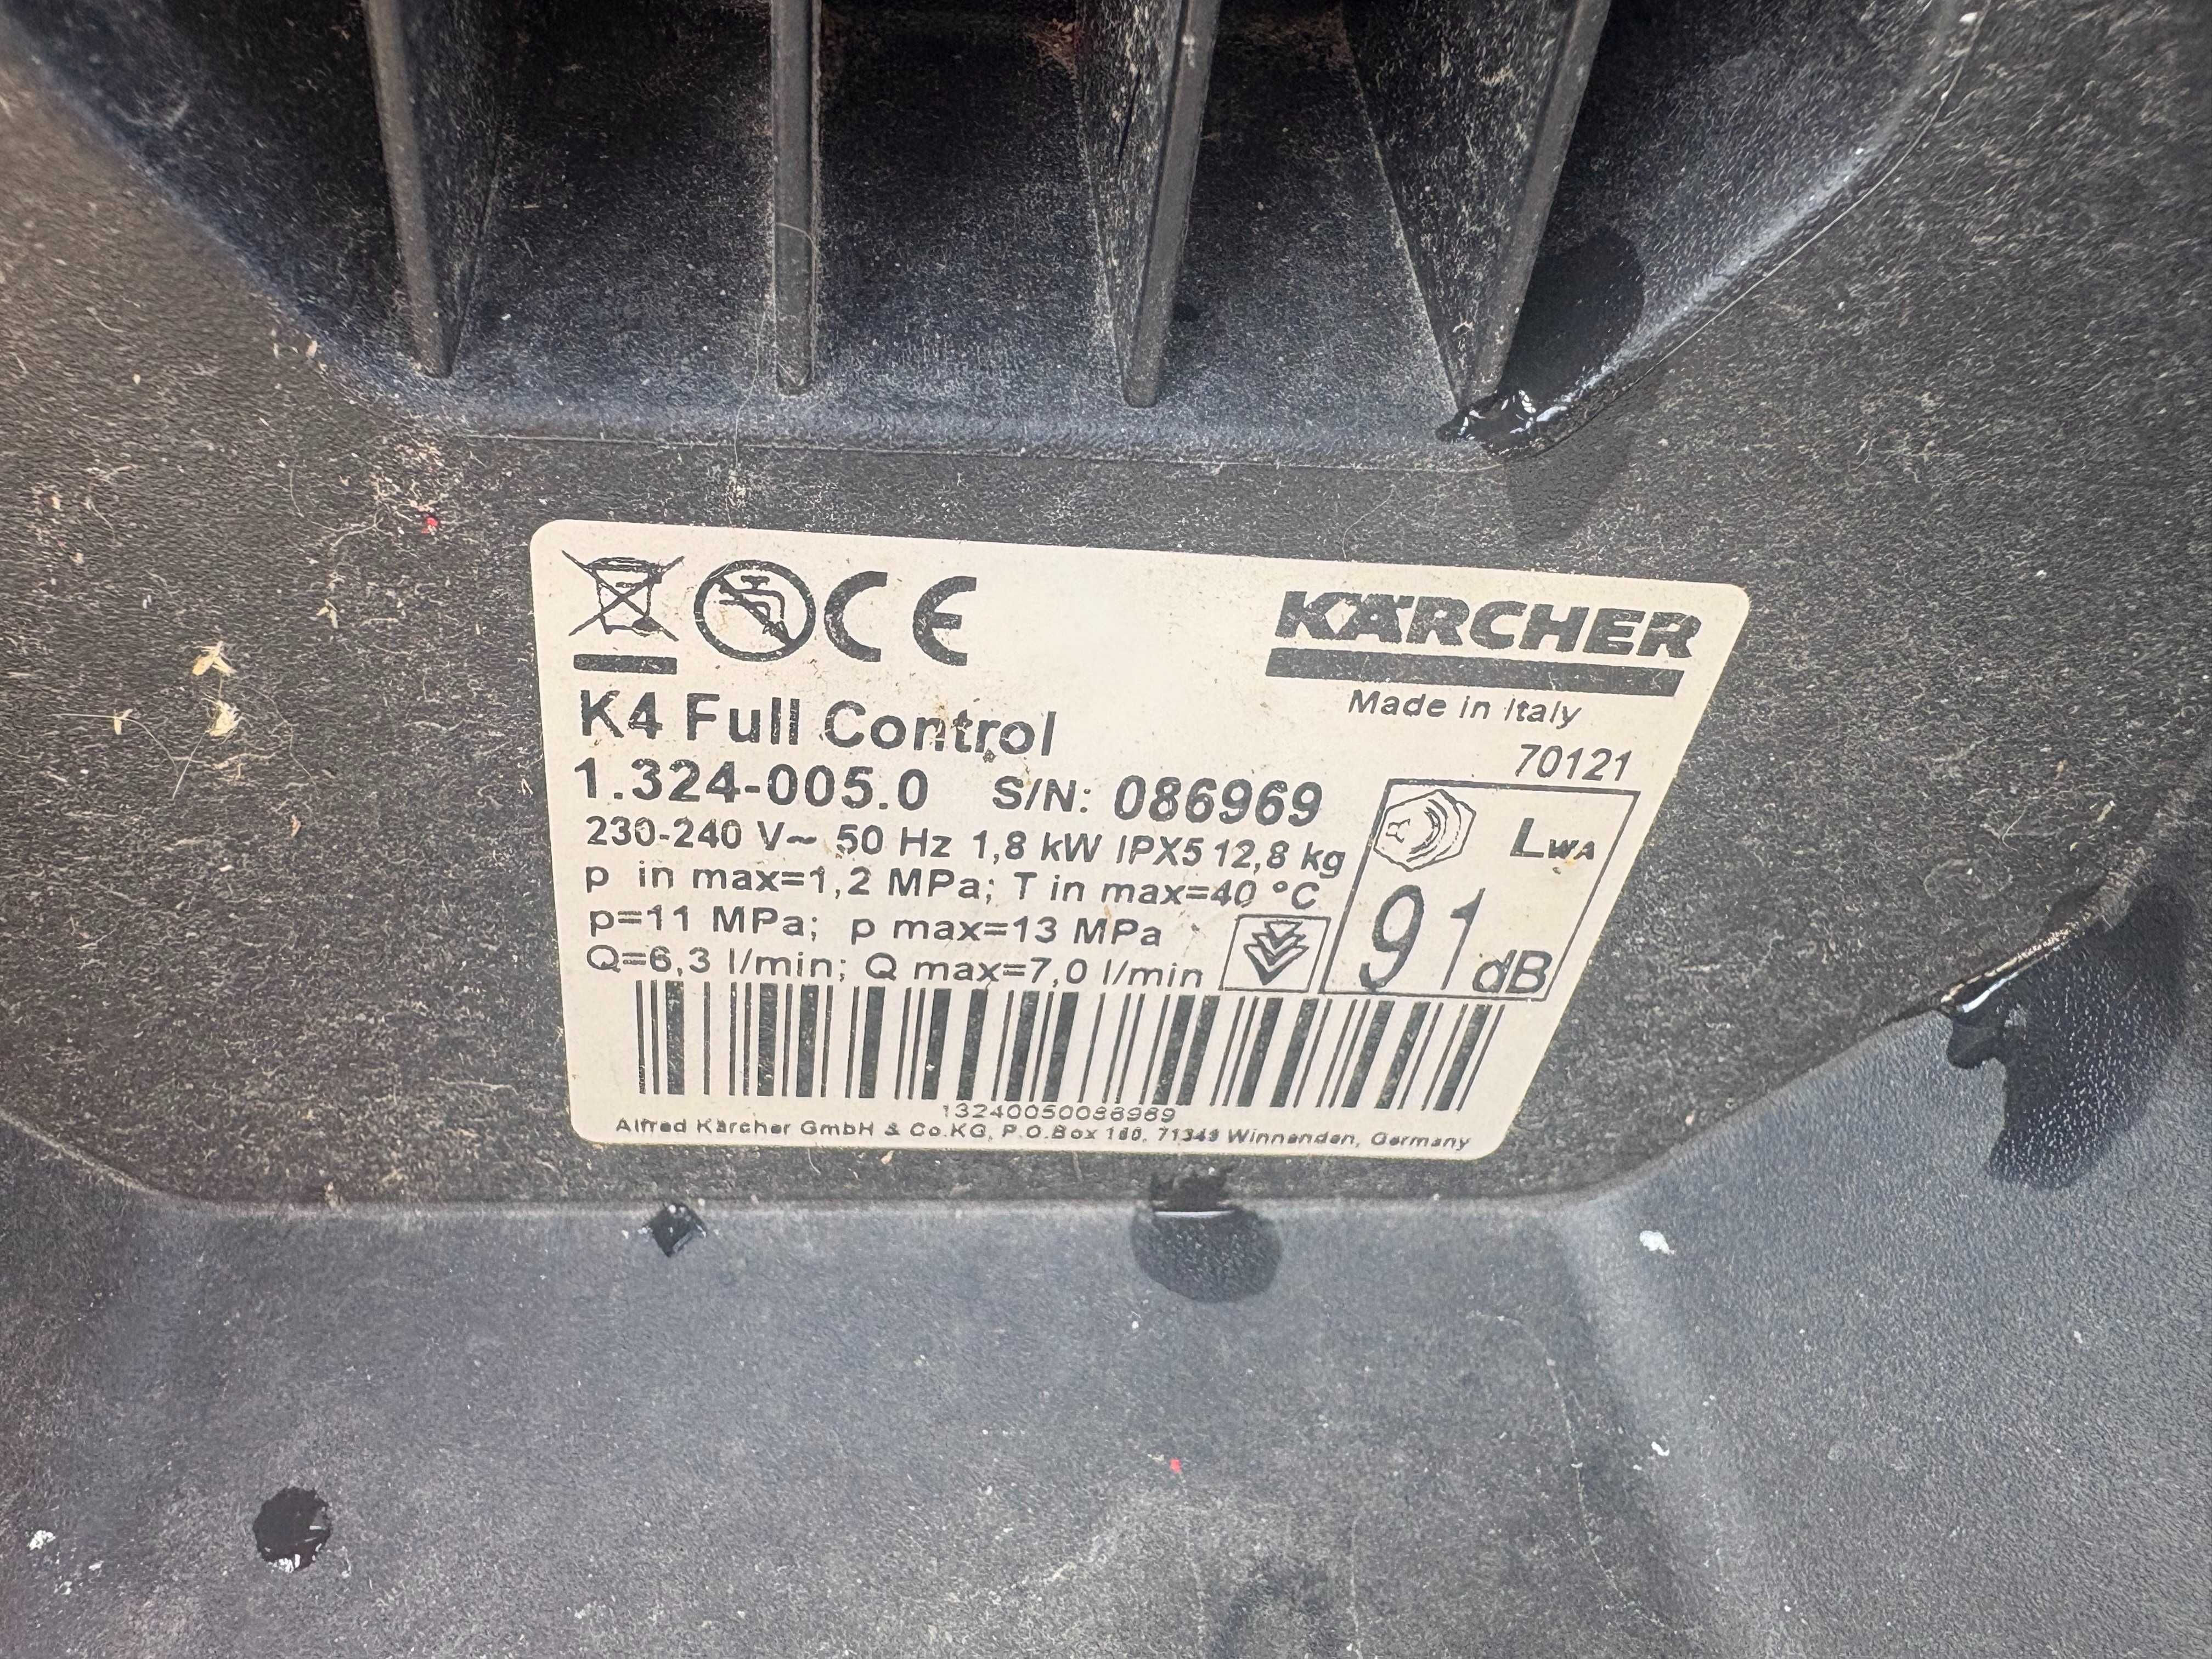 CE
KÄRCHER
Made in Italy
K4 Full Control
70121
1.324-005.0 S/N: 086969
230-240 V~ 50 Hz 1,8 kW IPX5 12,8 kg
p in max=1,2 MPa; T in max=40 °C
p=11 MPa; p max=13 MPa
Q=6,3 l/min; Q max=7,0 l/min
LWA
91 dB
13240050086969
Alfred Kärcher GmbH & Co.KG, P.O.Box 160, 71349 Winnenden, Germany